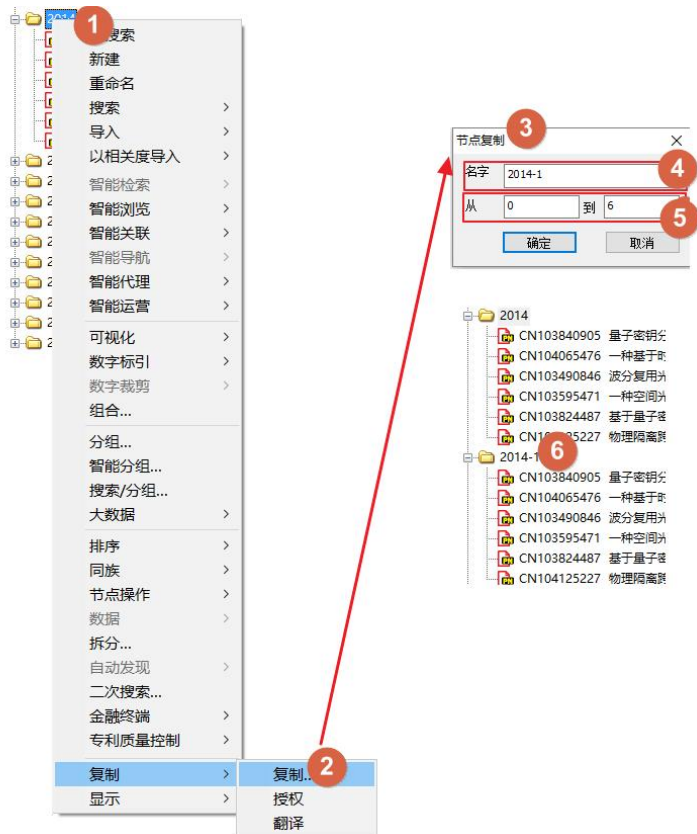 2014
1
搜索
新建
重命名
搜索
导入
以相关度导入
智能检索
智能浏览
智能关联
智能导航
智能代理
智能运营
可视化
数字标引
数字裁剪
组合...
分组...
智能分组...
搜索/分组...
大数据
排序
同族
节点操作
数据
拆分...
自动发现
二次搜索...
金融终端
专利质量控制
复制
显示
复制...
2
授权
翻译
节点复制
3
名字 2014-1
4
从 0 到 6
5
确定 取消
2014
CN103840905 量子密钥分
CN104065476 一种基于时
CN103490846 波分复用光
CN103595471 一种空间光
CN103824487 基于量子密
物理隔离跨
2014-1
6
CN103840905 量子密钥分
CN104065476 一种基于时
CN103490846 波分复用光
CN103595471 一种空间光
CN103824487 基于量子密
CN104125227 物理隔离跨